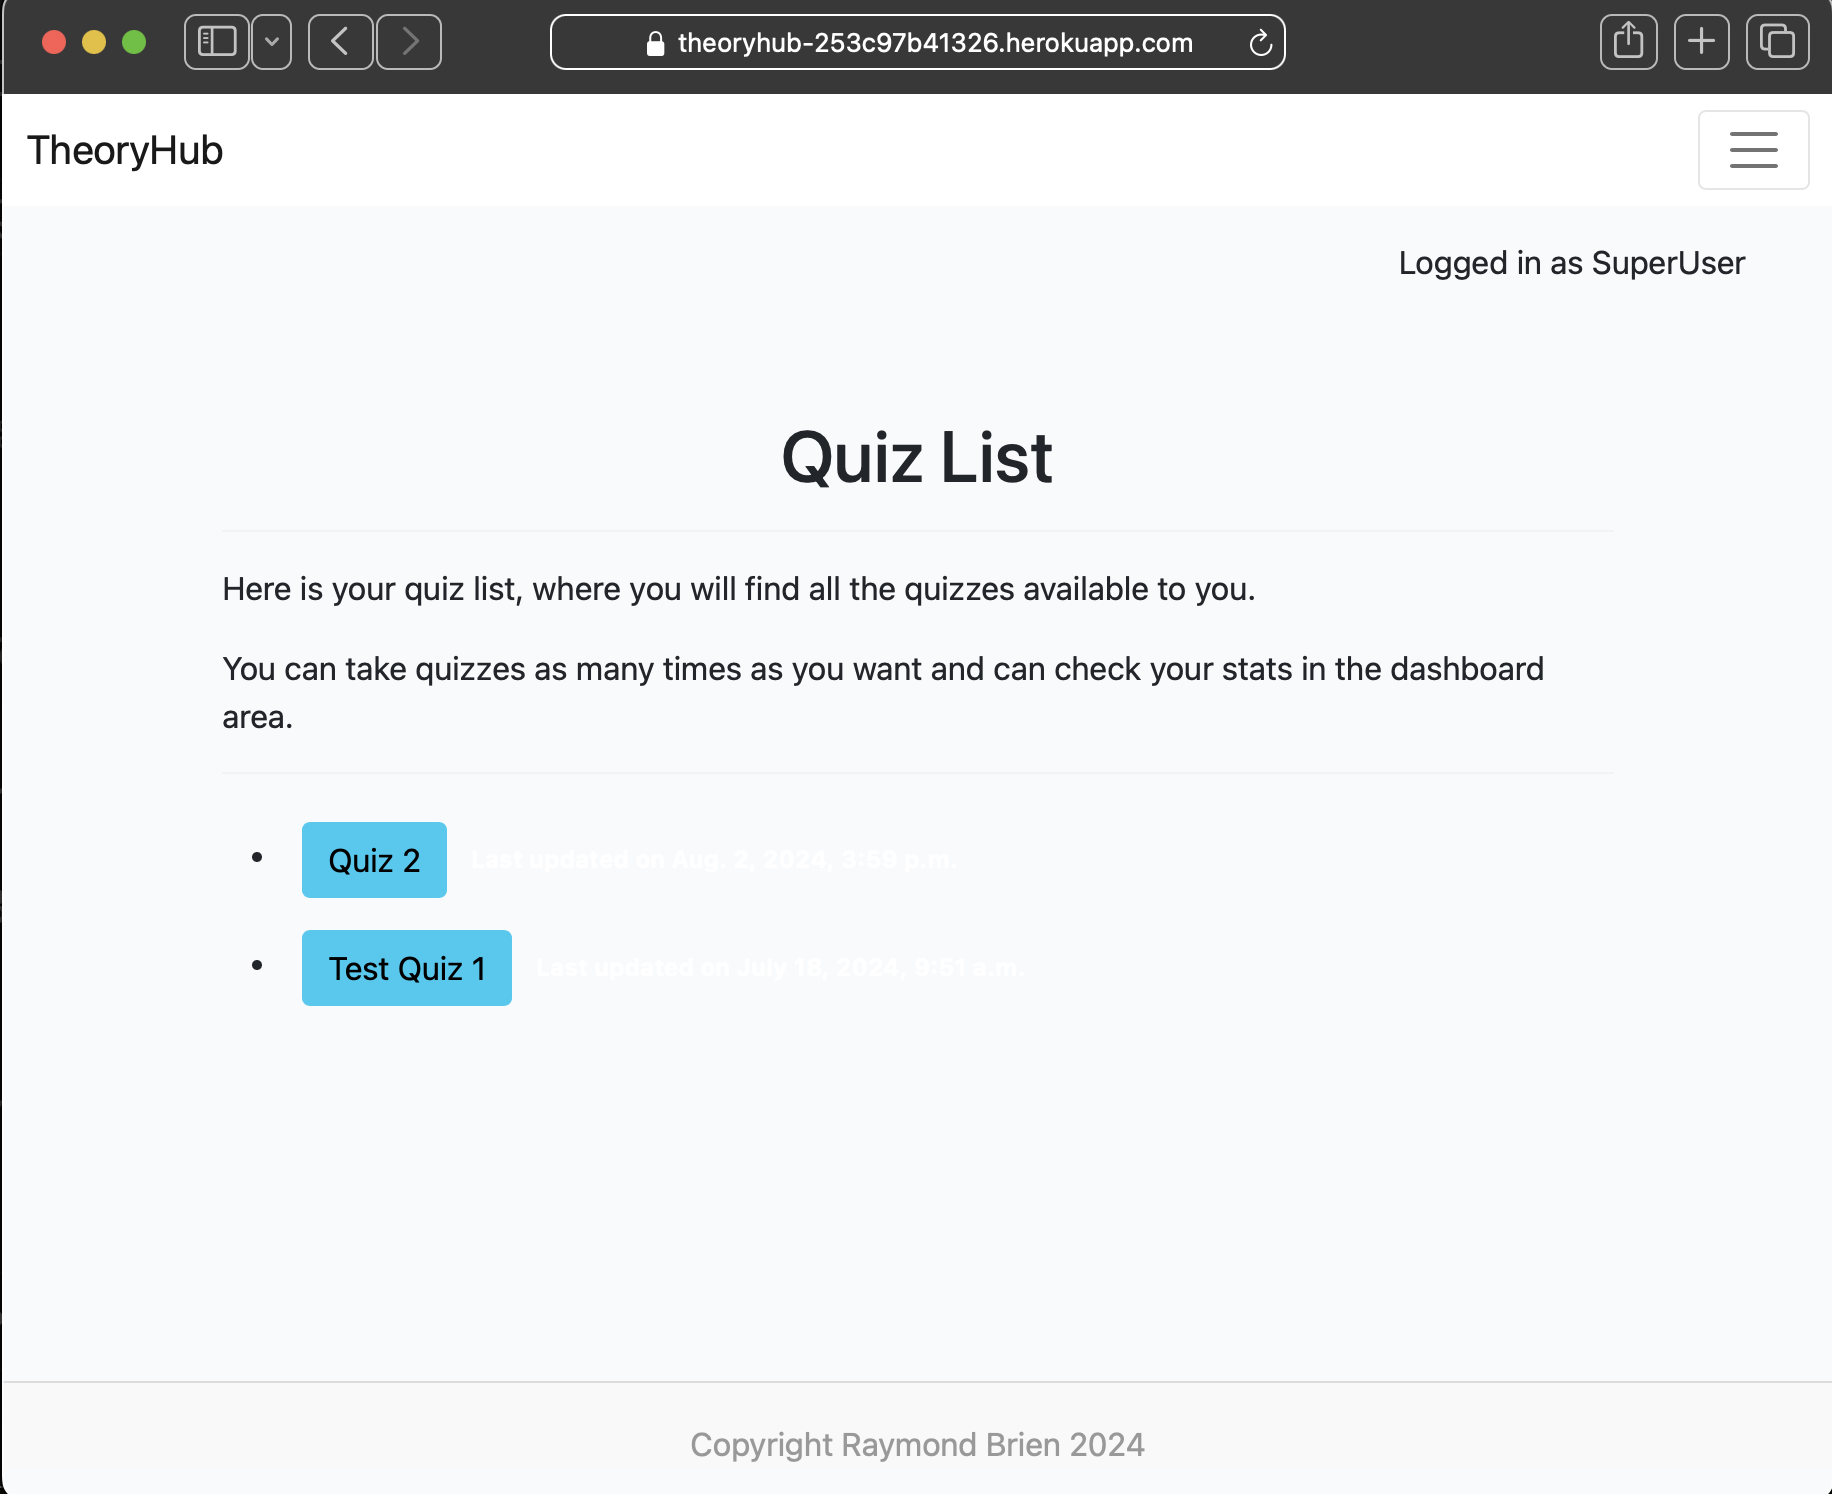 theoryhub-253c97b41326.herokuapp.com
TheoryHub
Logged in as SuperUser
Quiz List
Here is your quiz list, where you will find all the quizzes available to you.
You can take quizzes as many times as you want and can check your stats in the dashboard
area.
Quiz 2 Last updated on Aug. 2, 2024, 3:59 p.m.
Test Quiz 1 Last updated on July 18, 2024, 9:51 a.m.
Copyright Raymond Brien 2024